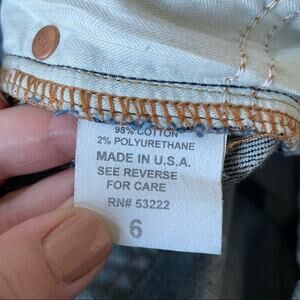 98% COTTON
2% POLYURETHANE
MADE IN U.S.A.
SEE REVERSE
FOR CARE
RN# 53222
6